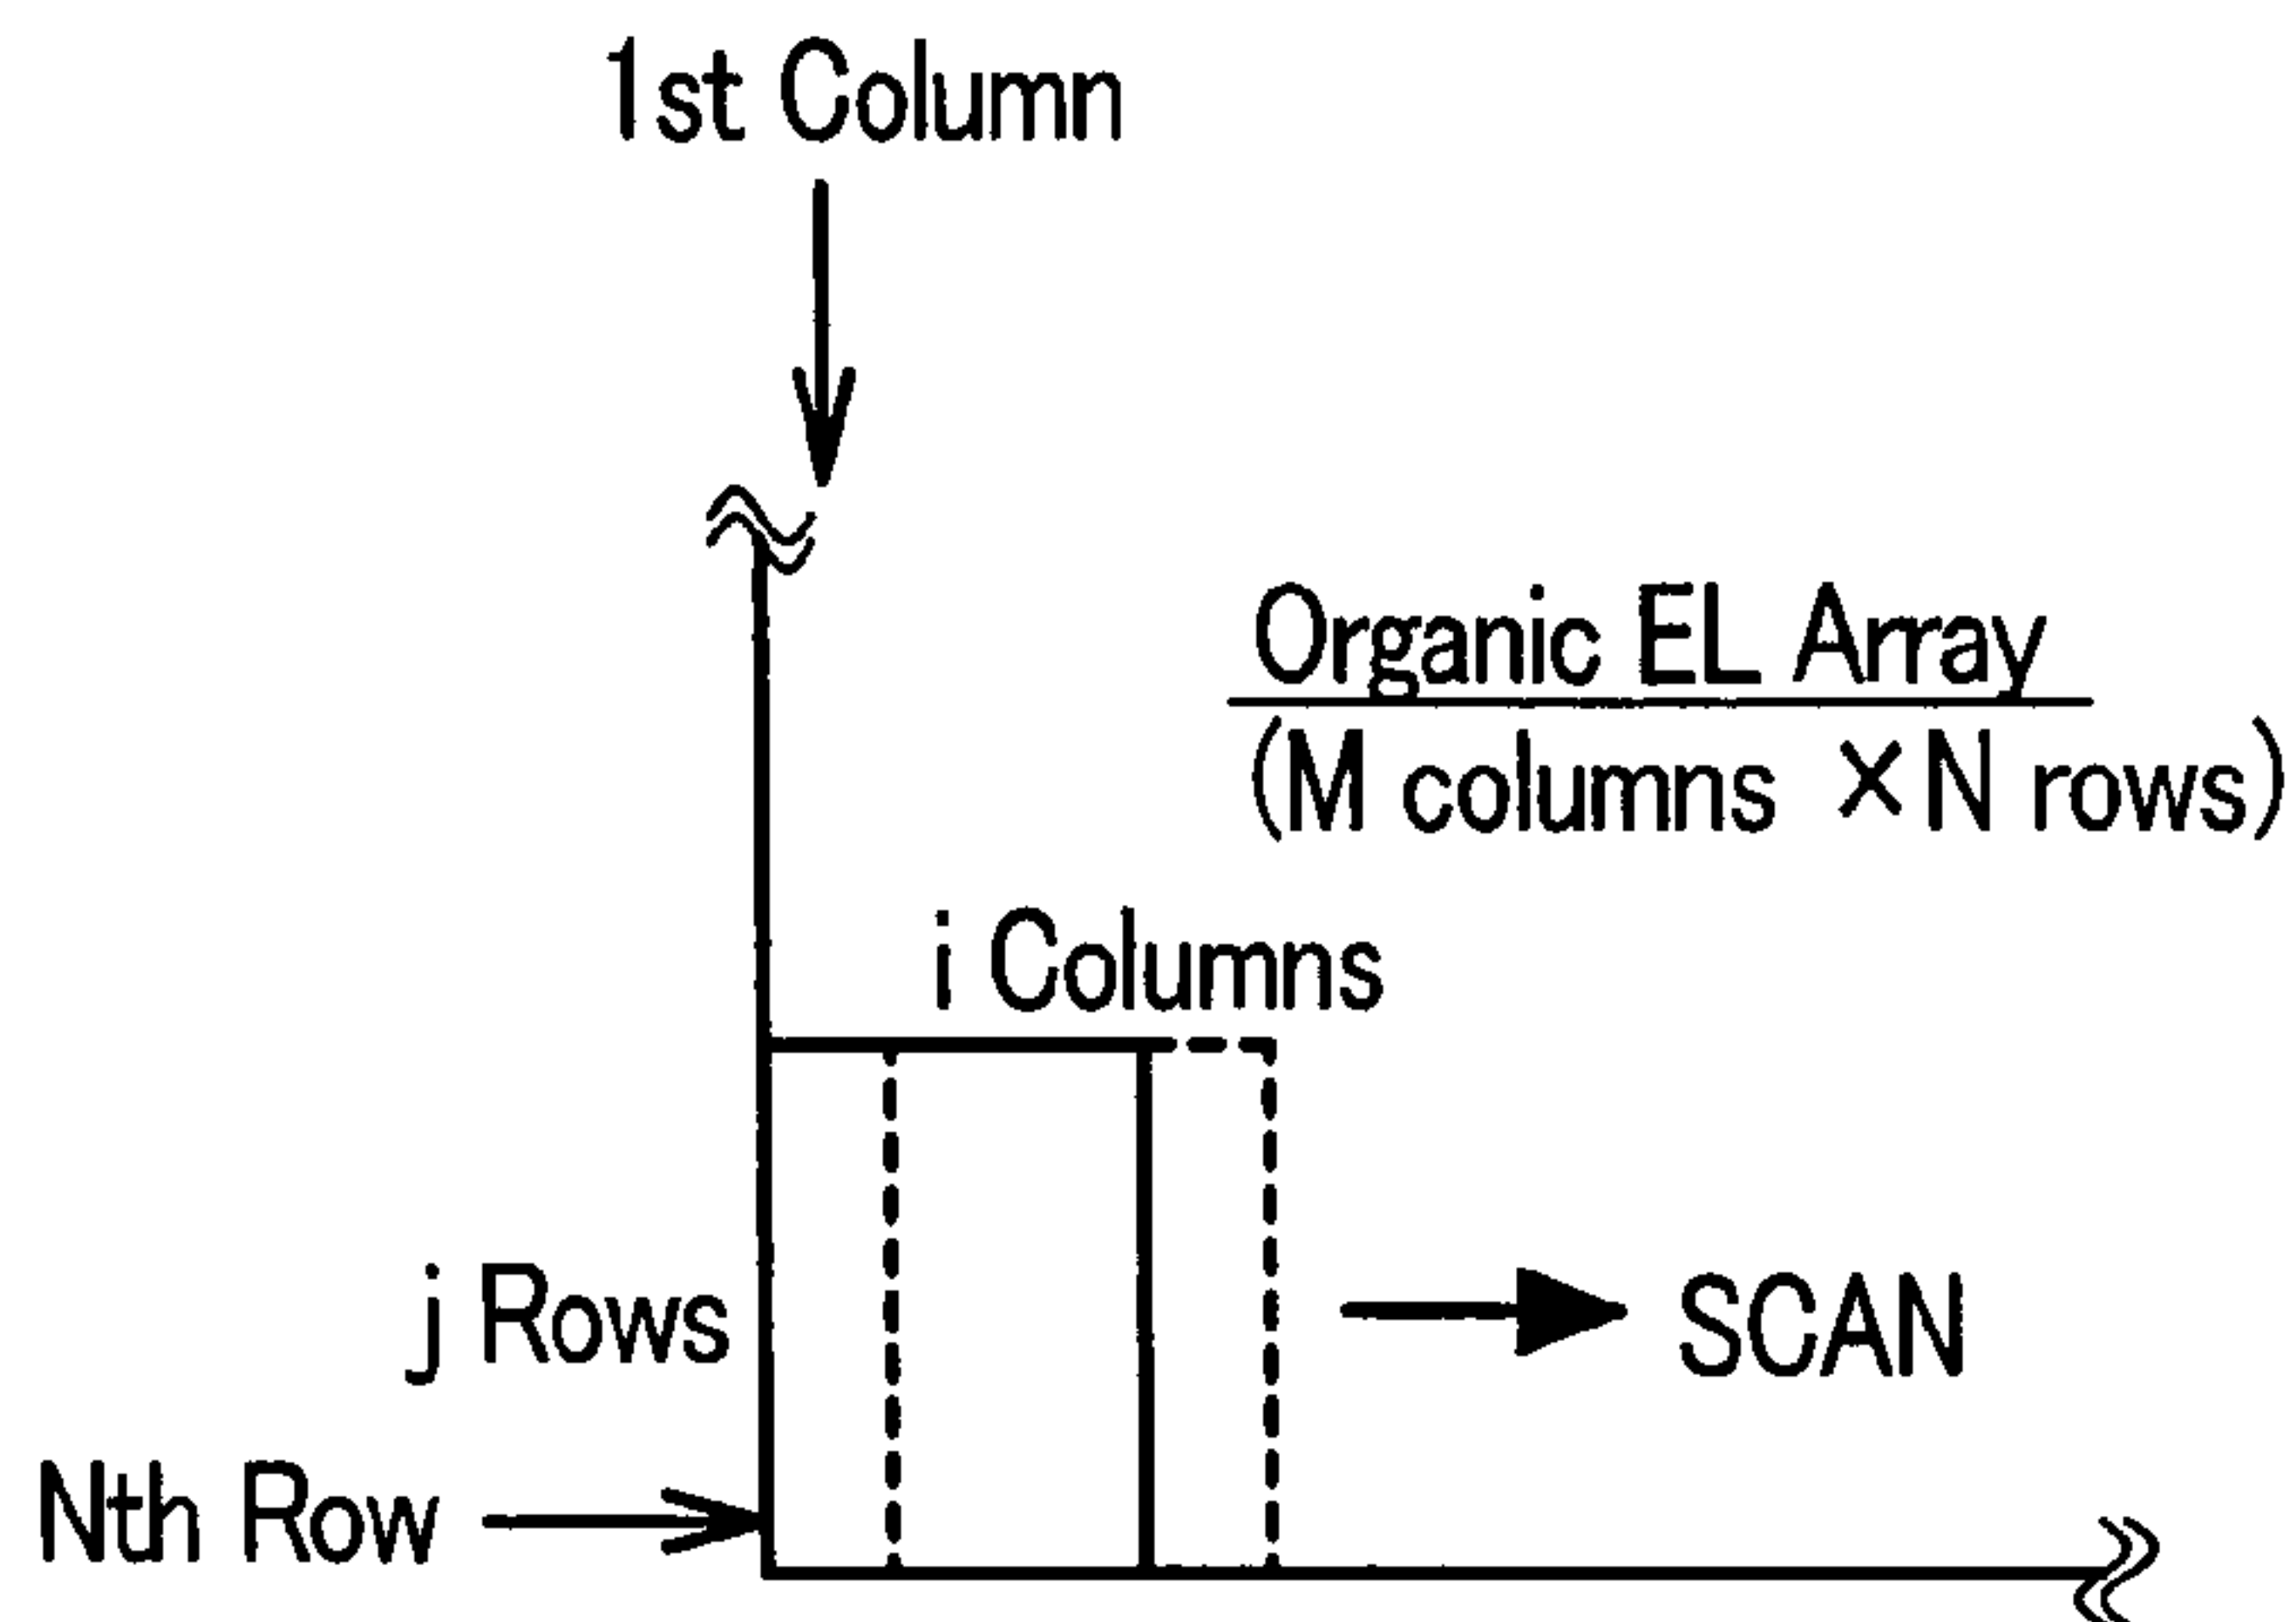 1st Column
Organic EL Array
(M columns × N rows)
i Columns
j Rows
SCAN
Nth Row